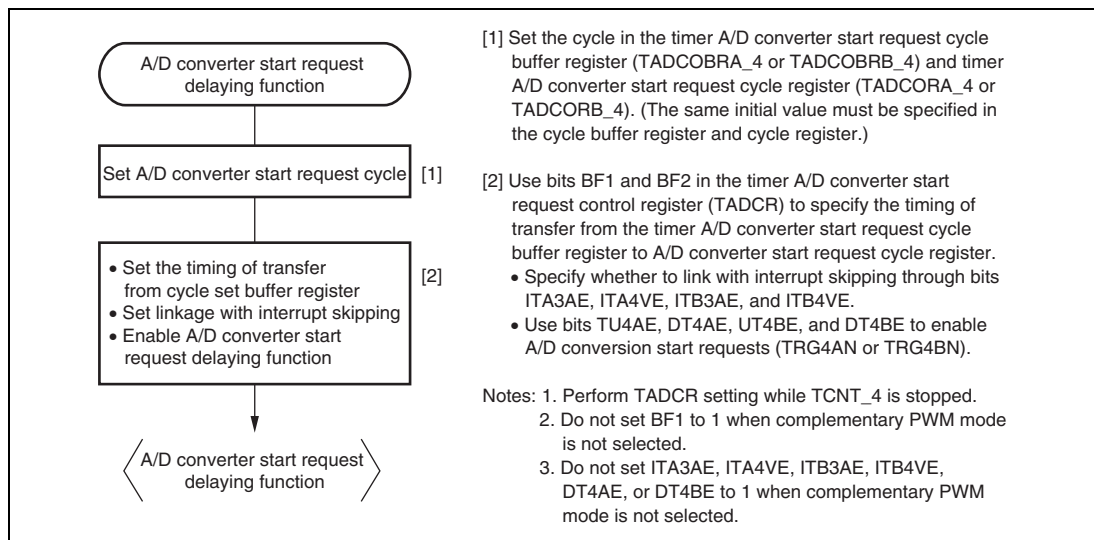 A/D converter start request
delaying function
Set A/D converter start request cycle
[1]
• Set the timing of transfer
from cycle set buffer register
• Set linkage with interrupt skipping
• Enable A/D converter start
request delaying function
[2]
A/D converter start request
delaying function
[1] Set the cycle in the timer A/D converter start request cycle
buffer register (TADCOBRA_4 or TADCOBRB_4) and timer
A/D converter start request cycle register (TADCORA_4 or
TADCORB_4). (The same initial value must be specified in
the cycle buffer register and cycle register.)
[2] Use bits BF1 and BF2 in the timer A/D converter start
request control register (TADCR) to specify the timing of
transfer from the timer A/D converter start request cycle
buffer register to A/D converter start request cycle register.
• Specify whether to link with interrupt skipping through bits
ITA3AE, ITA4VE, ITB3AE, and ITB4VE.
• Use bits TU4AE, DT4AE, UT4BE, and DT4BE to enable
A/D conversion start requests (TRG4AN or TRG4BN).
Notes: 1. Perform TADCR setting while TCNT_4 is stopped.
2. Do not set BF1 to 1 when complementary PWM mode
is not selected.
3. Do not set ITA3AE, ITA4VE, ITB3AE, ITB4VE,
DT4AE, or DT4BE to 1 when complementary PWM
mode is not selected.